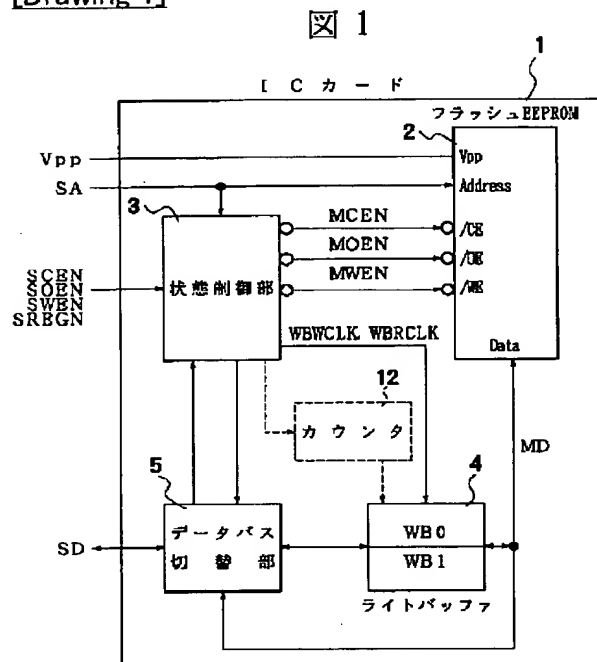 [Drawing 1]
図 1
1
ICカード
フラッシュEEPROM
2
Vpp
Vpp
SA
Address
3
MCEN
/CE
MOEN
/OE
SCEN
SOEN
SWEN
SREGN
状態制御部
MWEN
/WE
WBWCLK WBRCLK
Data
12
カウンタ
MD
5
4
SD
データバス
切替部
WB0
WB1
ライトバッファ